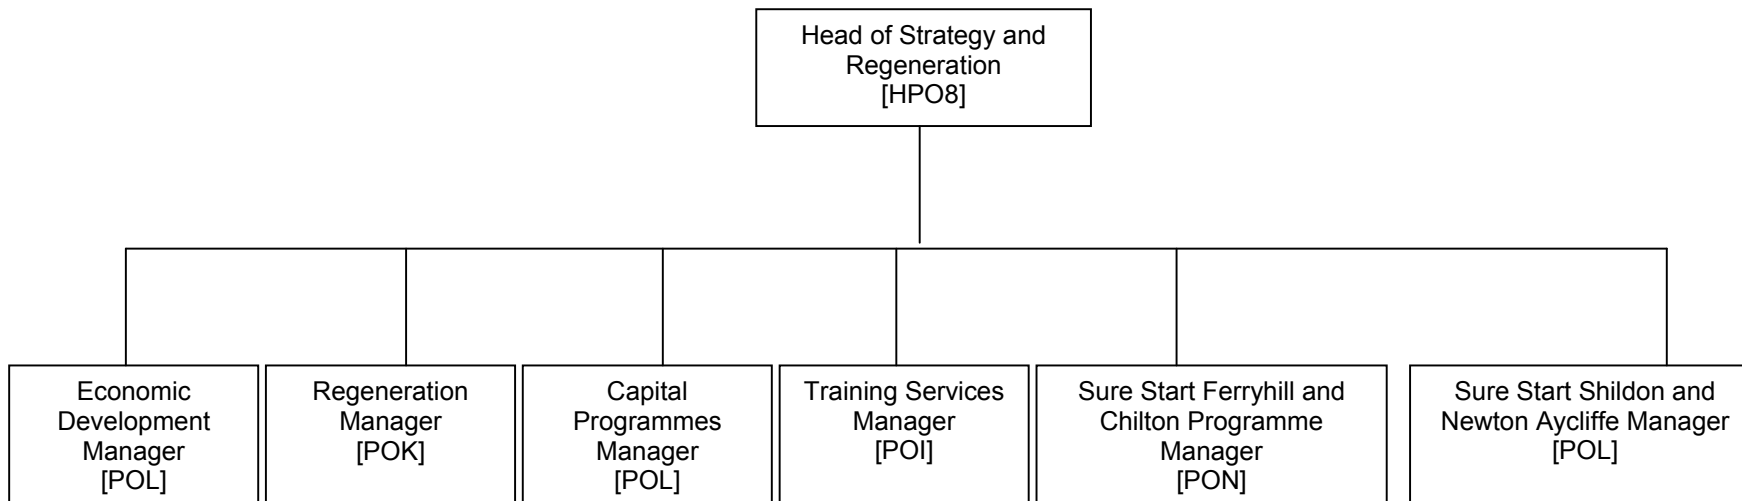 Head of Strategy and
Regeneration
[HPO8]
Economic
Development
Manager
[POL]
Regeneration
Manager
[POK]
Capital
Programmes
Manager
[POL]
Training Services
Manager
[POI]
Sure Start Ferryhill and
Chilton Programme
Manager
[PON]
Sure Start Shildon and
Newton Aycliffe Manager
[POL]